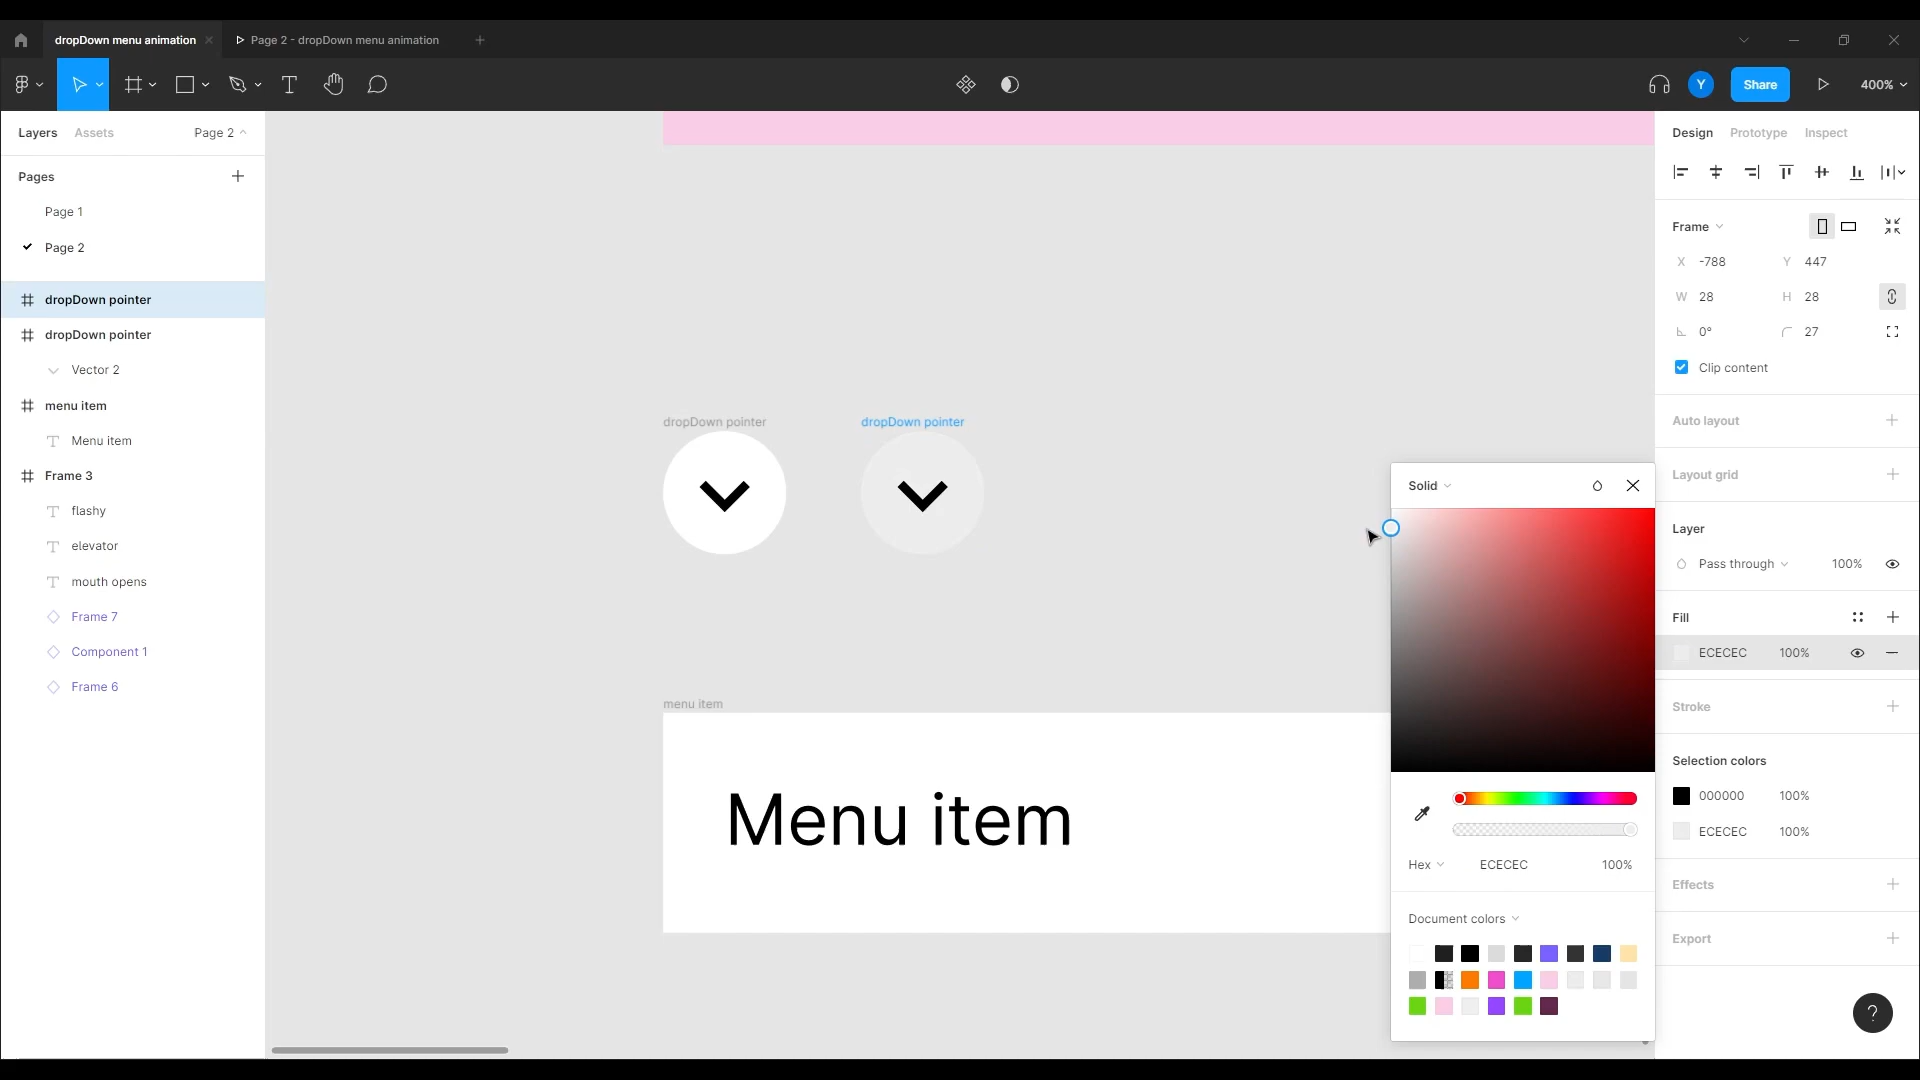 dropDown menu animation
Page 2 - dropDown menu animation
Y
Share
400%
Layers
Assets
Page 2
Pages
Page 1
Page 2
dropDown pointer
dropDown pointer
Vector 2
menu item
Menu item
Frame 3
flashy
elevator
mouth opens
Frame 7
Component 1
Frame 6
dropDown pointer
dropDown pointer
menu item
Menu item
Solid
Hex
ECECEC
100%
Document colors
Design
Prototype
Inspect
Frame
X -788
Y 447
W 28
H 28
0°
27
Clip content
Auto layout
Layout grid
Layer
Pass through
100%
Fill
ECECEC
100%
Stroke
Selection colors
000000
100%
ECECEC
100%
Effects
Export
?